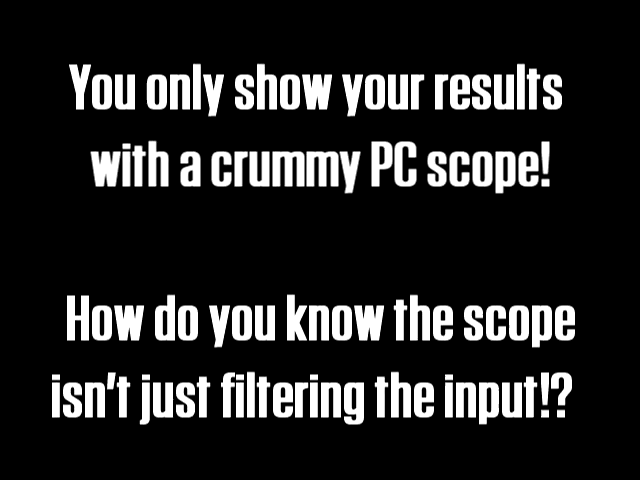 You only show your results
with a crummy PC scope!
How do you know the scope
isn't just filtering the input!?